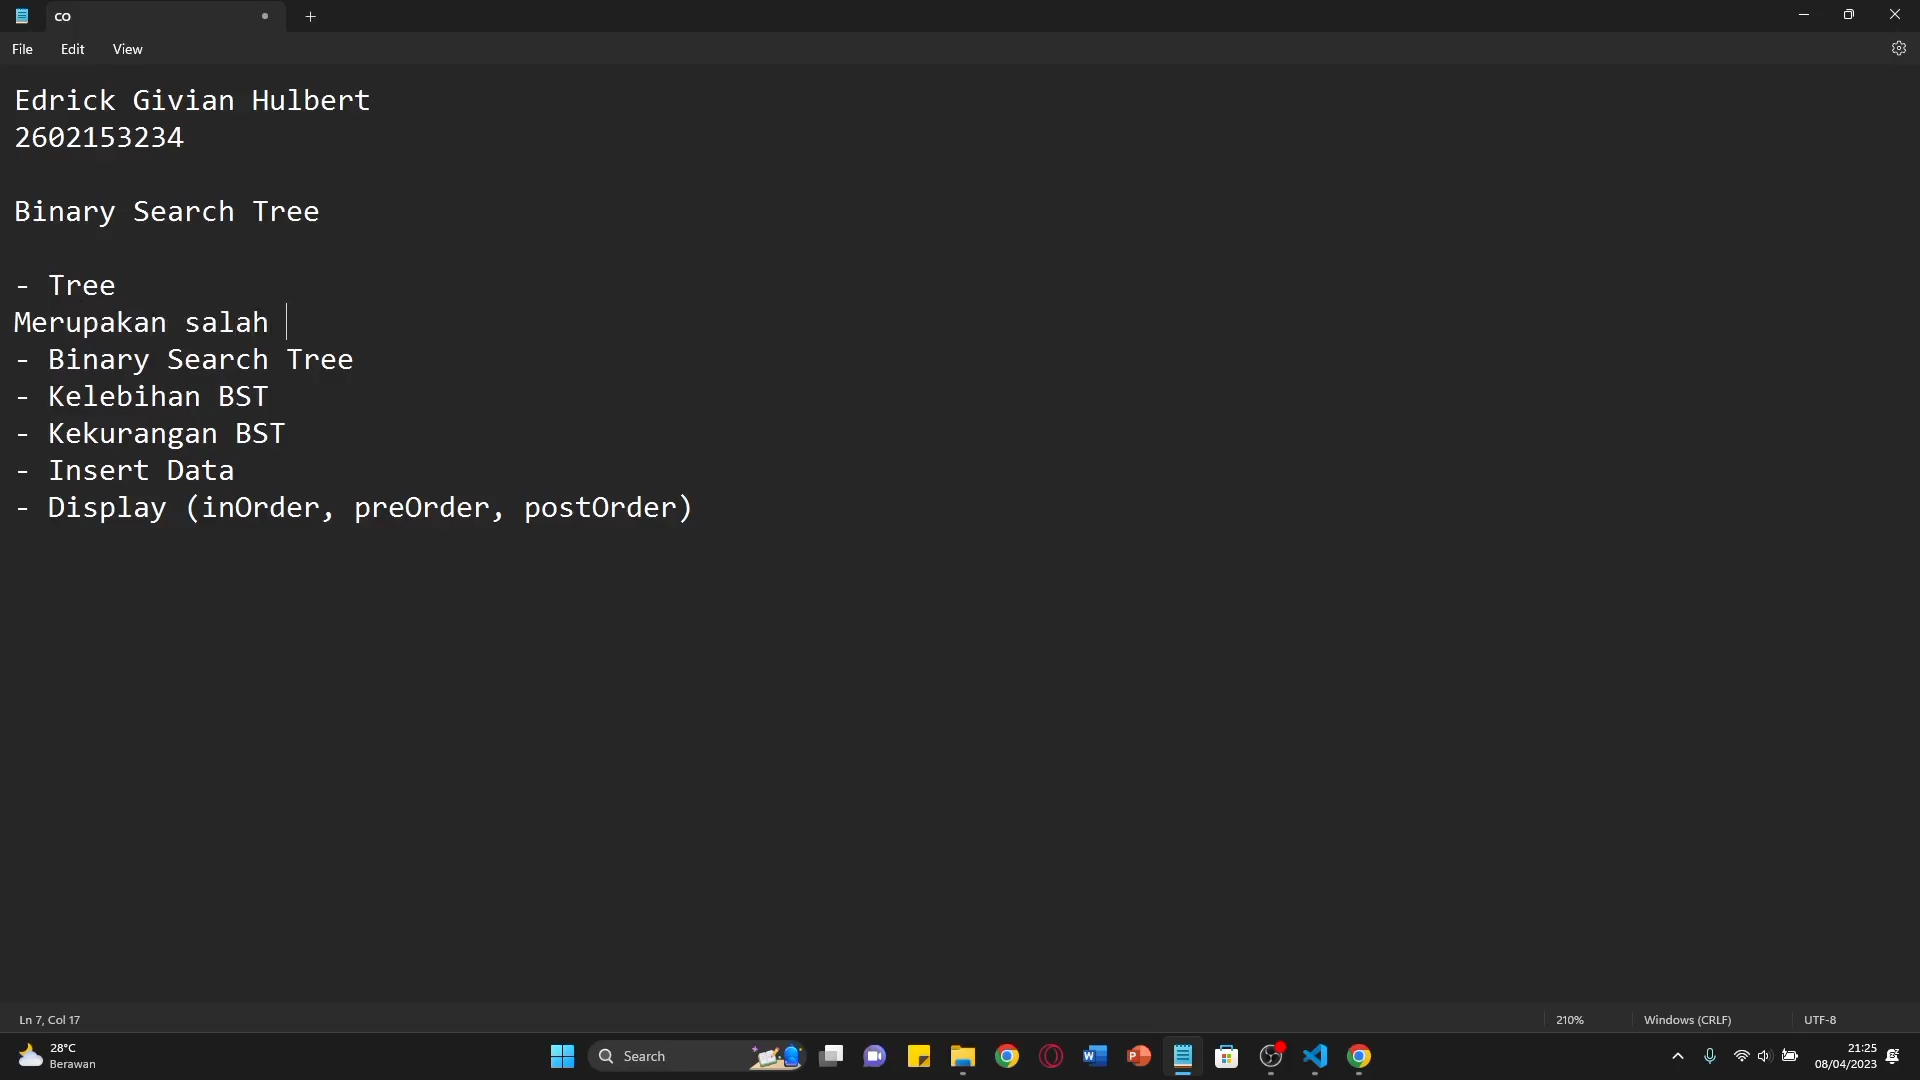 co
File Edit View
Edrick Givian Hulbert
2602153234
Binary Search Tree
- Tree
Merupakan salah
- Binary Search Tree
- Kelebihan BST
- Kekurangan BST
- Insert Data
- Display (inOrder, preOrder, postOrder)
Ln 7, Col 17 210% Windows (CRLF) UTF-8
28°C
Berawan
Search
21:25
08/04/2023